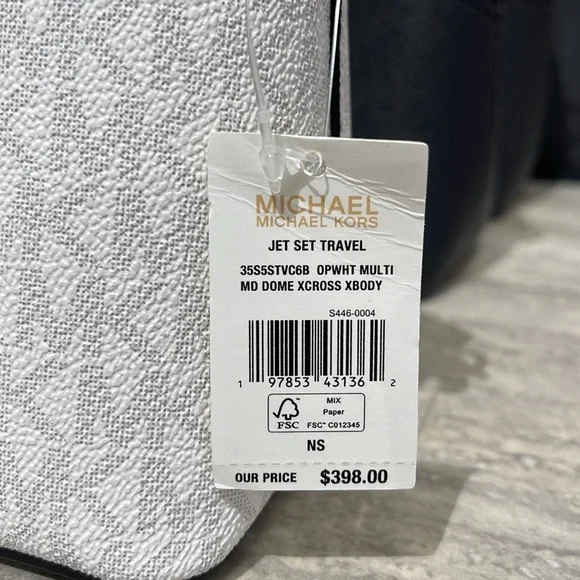 MICHAEL
MICHAEL KORS
JET SET TRAVEL
35S5STVC6B OPWHT MULTI
MD DOME XCROSS XBODY
S446-0004
1 97853 43136 2
FSC
MIX
Paper
FSC™ C012345
NS
OUR PRICE $398.00